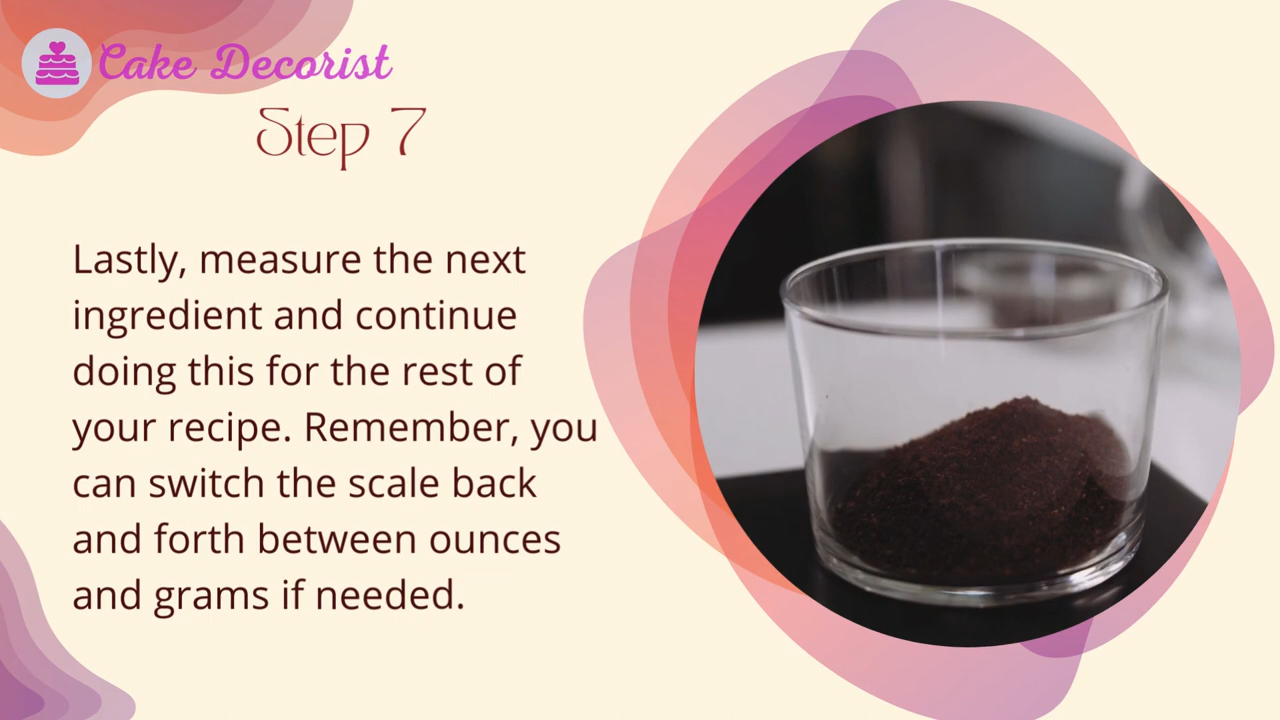 Cake Decorist
Step 7
Lastly, measure the next
ingredient and continue
doing this for the rest of
your recipe. Remember, you
can switch the scale back
and forth between ounces
and grams if needed.